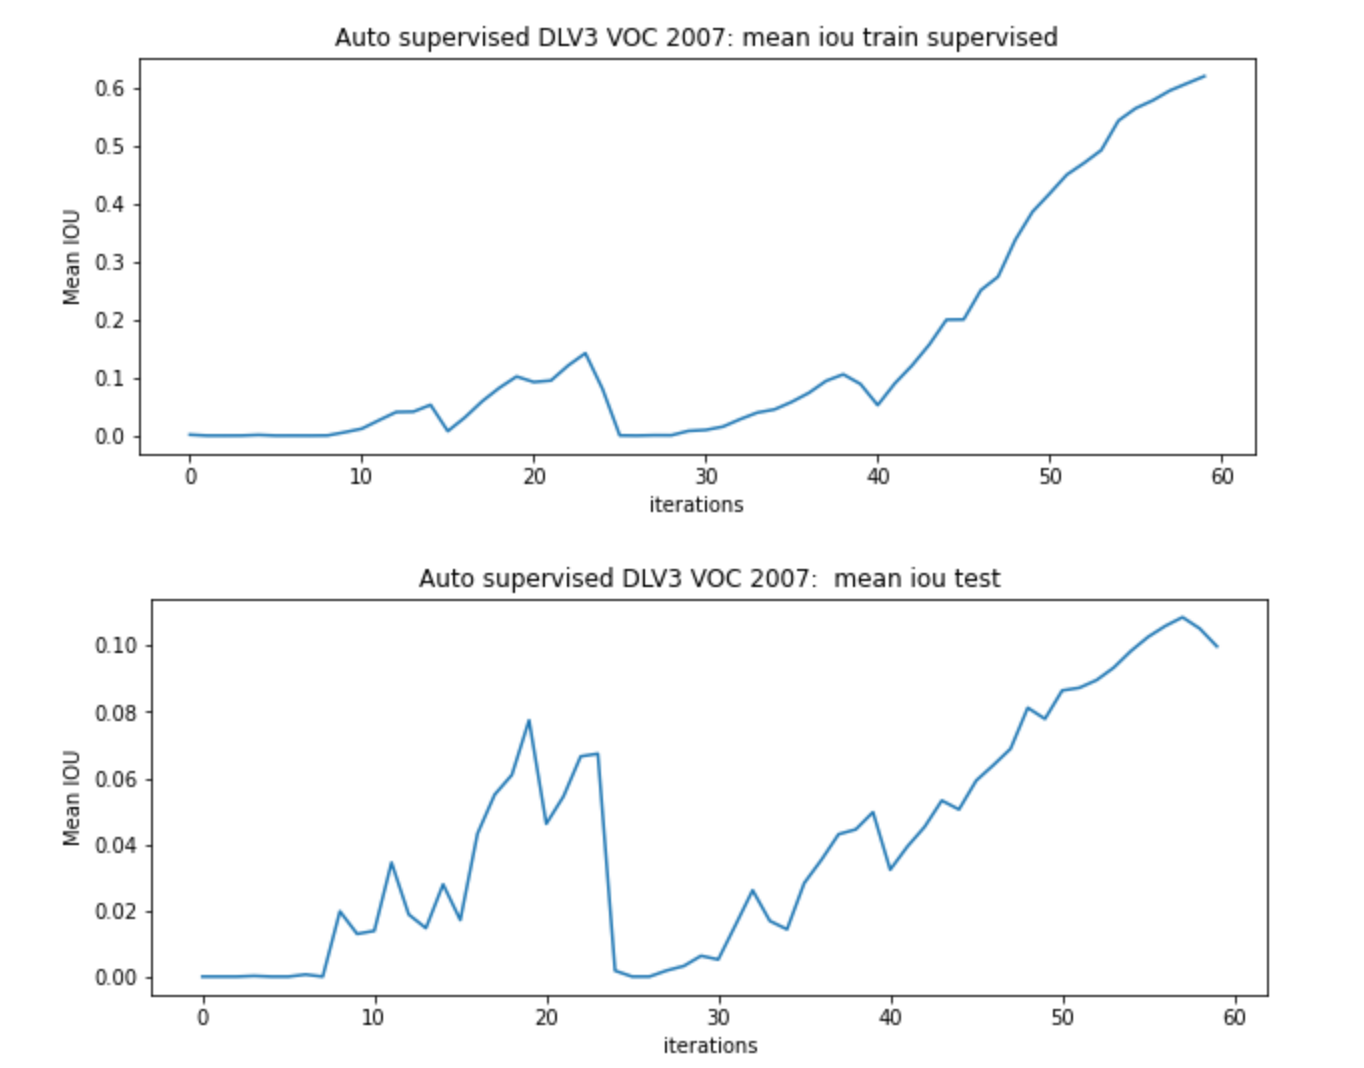 Auto supervised DLV3 VOC 2007: mean iou train supervised
0.6
0.5
0.4
0.3
0.2
0.1
0.0
Mean IOU
0 10 20 30 40 50 60
iterations
Auto supervised DLV3 VOC 2007:  mean iou test
0.10
0.08
0.06
0.04
0.02
0.00
Mean IOU
0 10 20 30 40 50 60
iterations